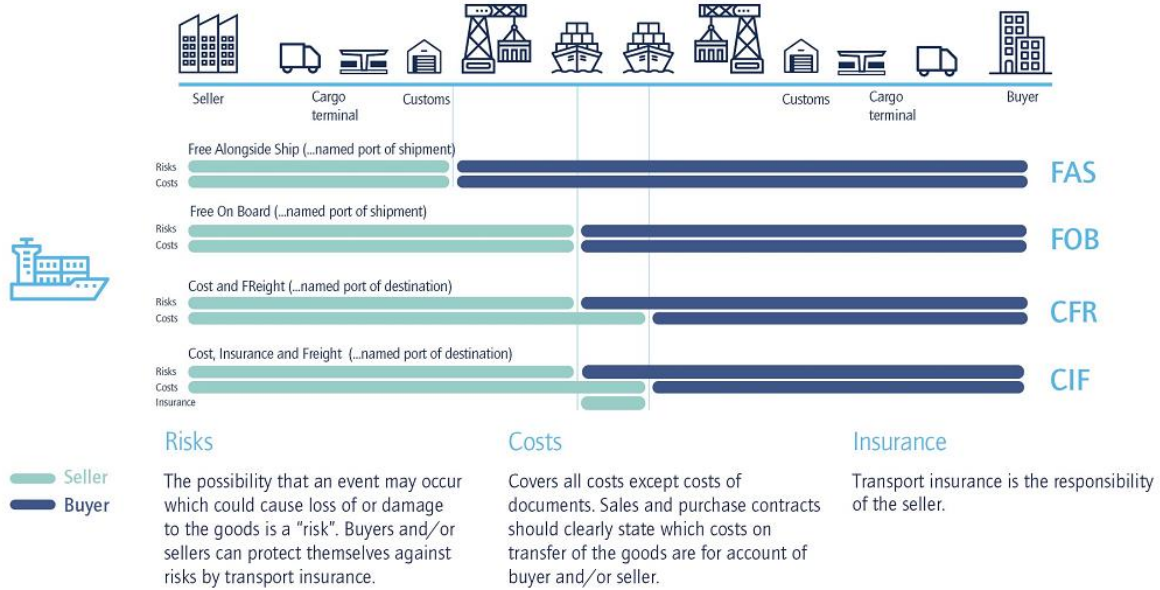 Seller
Cargo
terminal
Customs
Customs
Cargo
terminal
Buyer
Free Alongside Ship (...named port of shipment)
Risks
Costs
FAS
Free On Board (...named port of shipment)
Risks
Costs
FOB
Cost and FReight (...named port of destination)
Risks
Costs
CFR
Cost, Insurance and Freight (...named port of destination)
Risks
Costs
Insurance
CIF
Seller
Buyer
Risks
The possibility that an event may occur
which could cause loss of or damage
to the goods is a “risk”. Buyers and/or
sellers can protect themselves against
risks by transport insurance.
Costs
Covers all costs except costs of
documents. Sales and purchase contracts
should clearly state which costs on
transfer of the goods are for account of
buyer and/or seller.
Insurance
Transport insurance is the responsibility
of the seller.